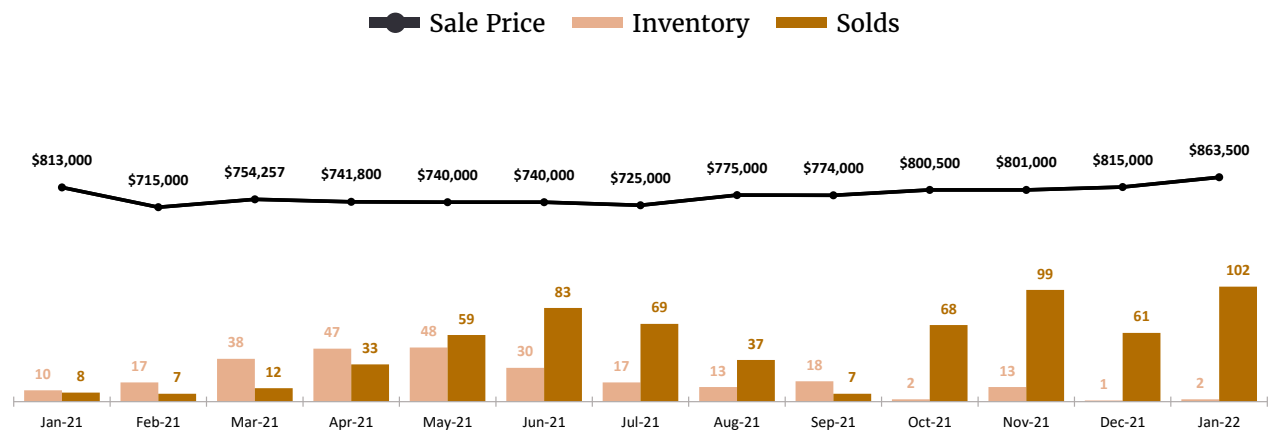 Sale Price Inventory Solds
$813,000 $715,000 $754,257 $741,800 $740,000 $740,000 $725,000 $775,000 $774,000 $800,500 $801,000 $815,000 $863,500
10 8 17 7 38 12 47 33 48 59 30 83 17 69 13 37 18 7 2 68 13 99 1 61 2 102
Jan-21 Feb-21 Mar-21 Apr-21 May-21 Jun-21 Jul-21 Aug-21 Sep-21 Oct-21 Nov-21 Dec-21 Jan-22